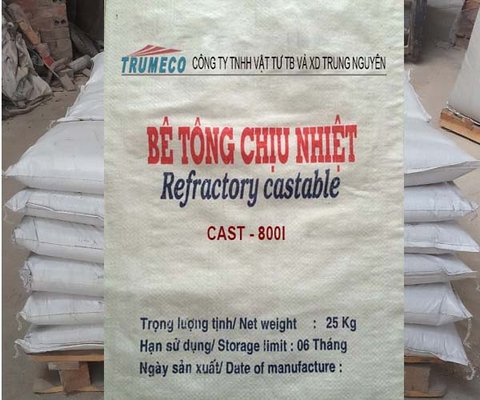 TRUMECO CÔNG TY TNHH VẬT TƯ TB VÀ XD TRUNG NGUYÊN
BÊ TÔNG CHỊU NHIỆT
Refractory castable
CAST - 800I
Trọng lượng tịnh/ Net weight : 25 Kg
Hạn sử dụng/ Storage limit : 06 Tháng
Ngày sản xuất/ Date of manufacture :